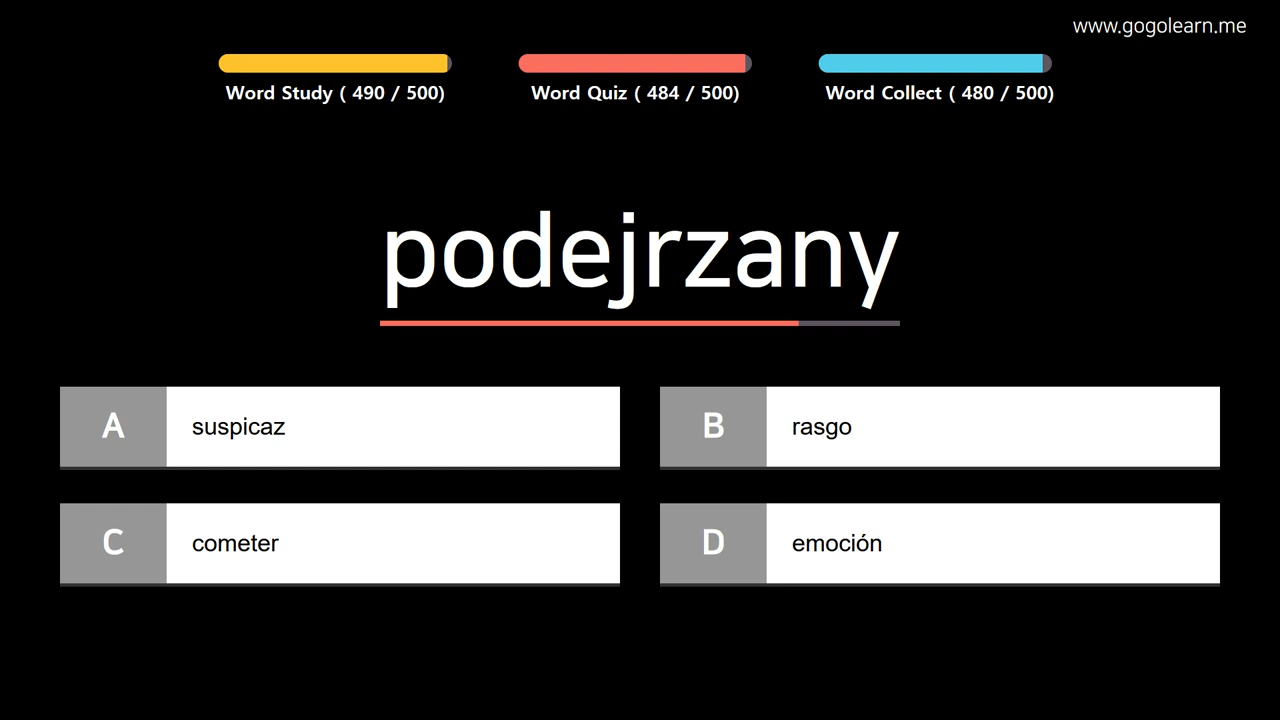 www.gogolearn.me
Word Study ( 490 / 500)
Word Quiz ( 484 / 500)
Word Collect ( 480 / 500)
podejrzany
A suspicaz
B rasgo
C cometer
D emoción